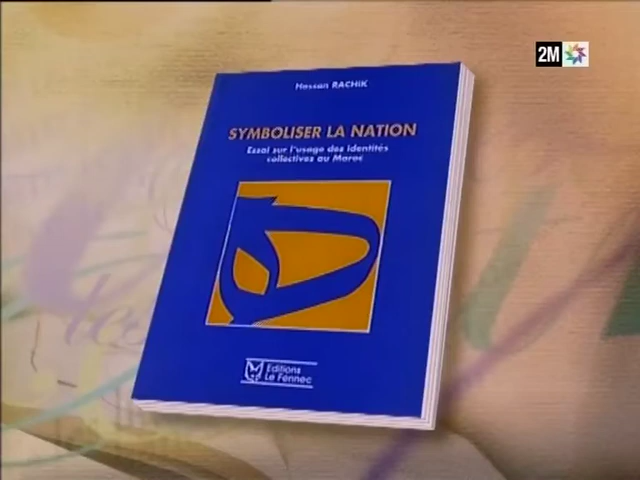 2M
Hassan RACHIK
SYMBOLISER LA NATION
Essai sur l'usage des identités
collectives au Maroc
Editions
Le Fennec